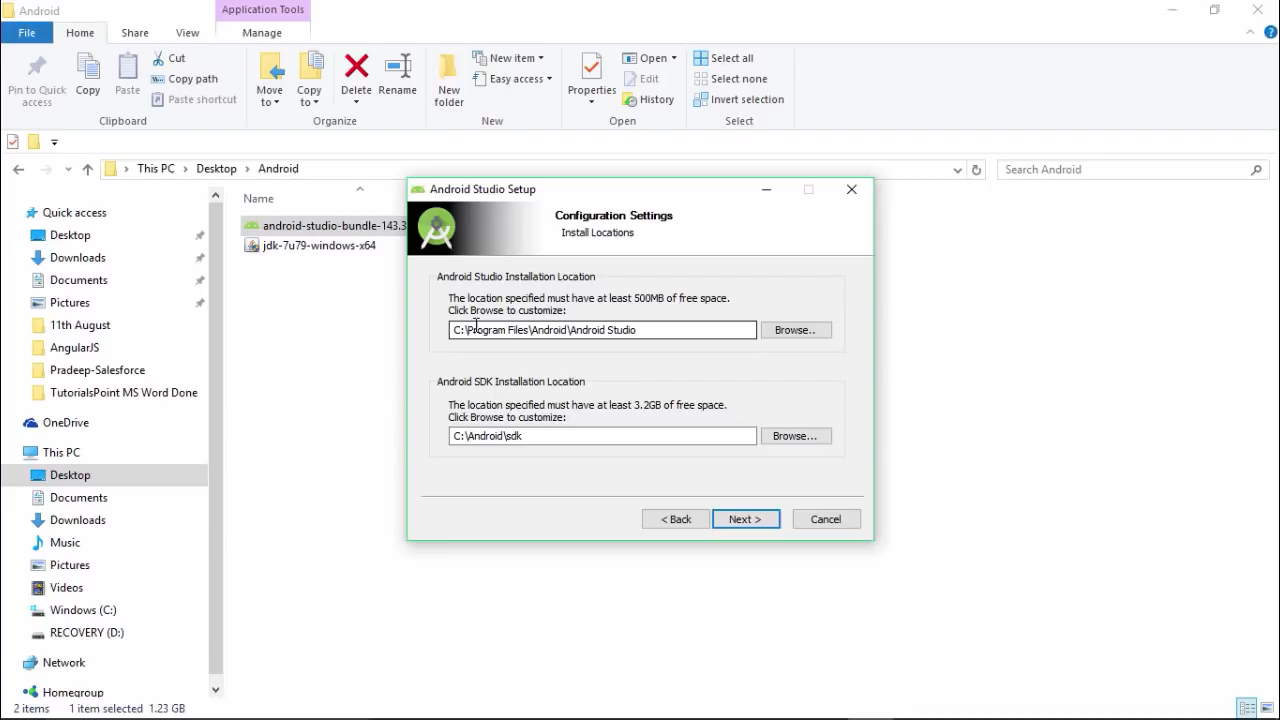 Android
Application Tools
File
Home
Share
View
Manage
Pin to Quick access
Copy
Paste
Cut
Copy path
Paste shortcut
Clipboard
Move to
Copy to
Delete
Rename
Organize
New folder
New item
Easy access
New
Properties
Open
Edit
History
Open
Select all
Select none
Invert selection
Select
This PC > Desktop > Android
Search Android
Name
android-studio-bundle-143.3
jdk-7u79-windows-x64
Quick access
Desktop
Downloads
Documents
Pictures
11th August
AngularJS
Pradeep-Salesforce
TutorialsPoint MS Word Done
OneDrive
This PC
Desktop
Documents
Downloads
Music
Pictures
Videos
Windows (C:)
RECOVERY (D:)
Network
Homegroup
2 items
1 item selected 1.23 GB
Android Studio Setup
Configuration Settings
Install Locations
Android Studio Installation Location
The location specified must have at least 500MB of free space.
Click Browse to customize:
C:\Program Files\Android\Android Studio
Browse..
Android SDK Installation Location
The location specified must have at least 3.2GB of free space.
Click Browse to customize:
C:\Android\sdk
Browse...
< Back
Next >
Cancel